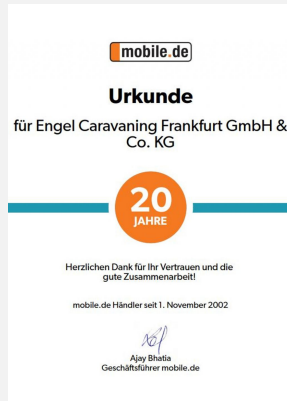 mobile.de
Urkunde
für Engel Caravaning Frankfurt GmbH &
Co. KG
20
JAHRE
Herzlichen Dank für Ihr Vertrauen und die
gute Zusammenarbeit!
mobile.de Händler seit 1. November 2002
Ajay Bhatia
Geschäftsführer mobile.de